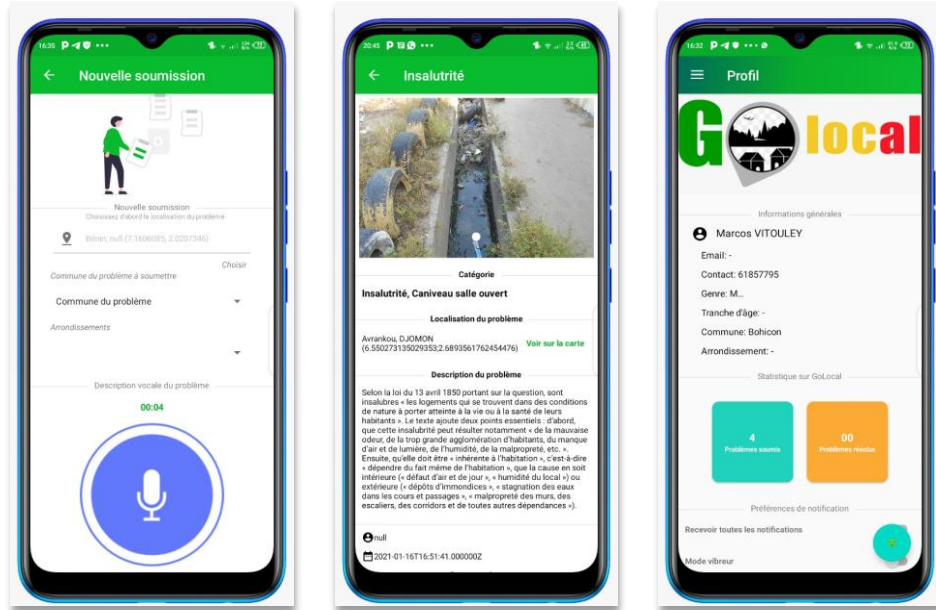 16:35
Nouvelle soumission
Nouvelle soumission
Choisissez d'abord la localisation du problème
Bénin, null (7.1606085, 2.0207346)
Choisir
Commune du problème à soumettre
Commune du problème
Arrondissements
Description vocale du problème
00:04
20:45
Insalutrité
Catégorie
Insalutrité, Caniveau salle ouvert
Localisation du problème
Avrankou, DJOMON
(6.550273135029353;2.6893561762454476)
Voir sur la carte
Description du problème
Selon la loi du 13 avril 1850 portant sur la question, sont
insalubres « les logements qui se trouvent dans des conditions
de nature à porter atteinte à la vie ou à la santé de leurs
habitants ». Le texte ajoute deux points essentiels : d'abord,
que cette insalubrité peut résulter notamment « de la mauvaise
odeur, de la trop grande agglomération d'habitants, du manque
d'air et de lumière, de l'humidité, de la malpropreté, etc. ».
Ensuite, qu'elle doit être « inhérente à l'habitation », c'est-à-dire
« dépendre du fait même de l'habitation », que la cause en soit
intérieure (« défaut d'air et de jour », « humidité du local ») ou
extérieure (« dépôts d'immondices », « stagnation des eaux
dans les cours et passages », « malpropreté des murs, des
escaliers, des corridors et de toutes autres dépendances »).
null
2021-01-16T16:51:41.000000Z
16:32
Profil
Golocal
Informations générales
Marcos VITOULEY
Email: -
Contact: 61857795
Genre: M...
Tranche d'âge: -
Commune: Bohicon
Arrondissement: -
Statistique sur GoLocal
4
Problèmes soumis
00
Problèmes résolus
Préférences de notification
Recevoir toutes les notifications
Mode vibreur